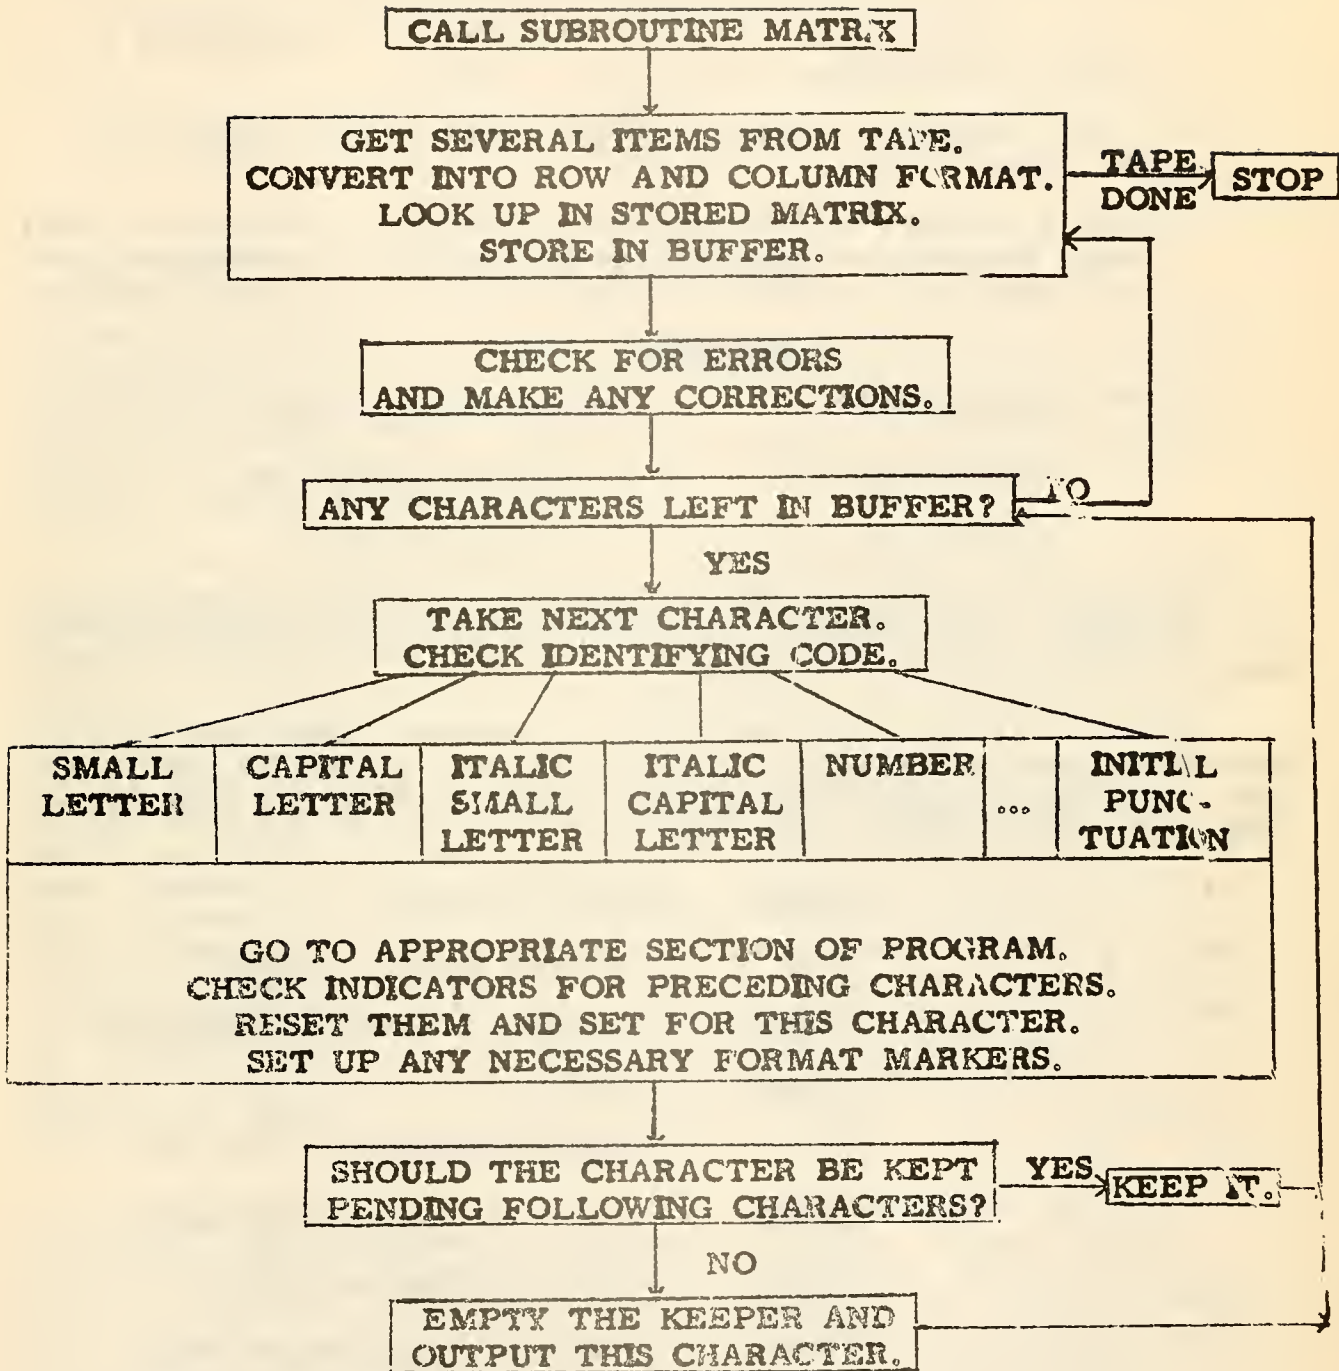 CALL SUBROUTINE MATRIX
GET SEVERAL ITEMS FROM TAPE.
CONVERT INTO ROW AND COLUMN FORMAT.
LOOK UP IN STORED MATRIX.
STORE IN BUFFER.
TAPE
DONE
STOP
CHECK FOR ERRORS
AND MAKE ANY CORRECTIONS.
ANY CHARACTERS LEFT IN BUFFER?
NO
YES
TAKE NEXT CHARACTER.
CHECK IDENTIFYING CODE.
SMALL
LETTER
CAPITAL
LETTER
ITALIC
SMALL
LETTER
ITALIC
CAPITAL
LETTER
NUMBER
...
INITIAL
PUNC-
TUATION
GO TO APPROPRIATE SECTION OF PROGRAM.
CHECK INDICATORS FOR PRECEDING CHARACTERS.
RESET THEM AND SET FOR THIS CHARACTER.
SET UP ANY NECESSARY FORMAT MARKERS.
SHOULD THE CHARACTER BE KEPT
PENDING FOLLOWING CHARACTERS?
YES
KEEP IT.
NO
EMPTY THE KEEPER AND
OUTPUT THIS CHARACTER.